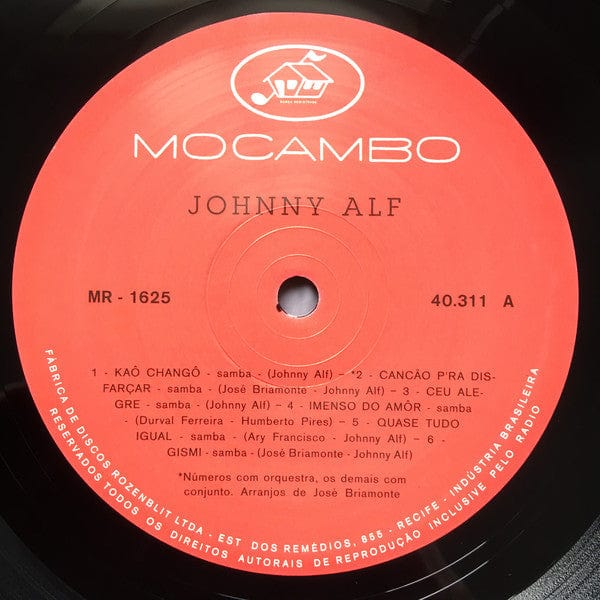 MARCA REGISTRADA
MOCAMBO
JOHNNY ALF
MR - 1625
40.311 A
1 - KAÔ CHANGÔ - samba - (Johnny Alf) – *2 - CANCÃO P'RA DIS-
FARÇAR - samba - (José Briamonte - Johnny Alf) – 3 - CEU ALE-
GRE - samba - (Johnny Alf) – 4 - IMENSO DO AMÔR - samba
- (Durval Ferreira - Humberto Pires) – 5 - QUASE TUDO
IGUAL - samba - (Ary Francisco - Johnny Alf) – 6 -
GISMI - samba - (José Briamonte - Johnny Alf)
*Números com orquestra, os demais com
conjunto. Arranjos de José Briamonte
FÁBRICA DE DISCOS ROZENBLIT LTDA. - EST. DOS REMÉDIOS, 855 - RECIFE - INDÚSTRIA BRASILEIRA
RESERVADOS TODOS OS DIREITOS AUTORAIS DE REPRODUÇÃO INCLUSIVE PELO RADIO